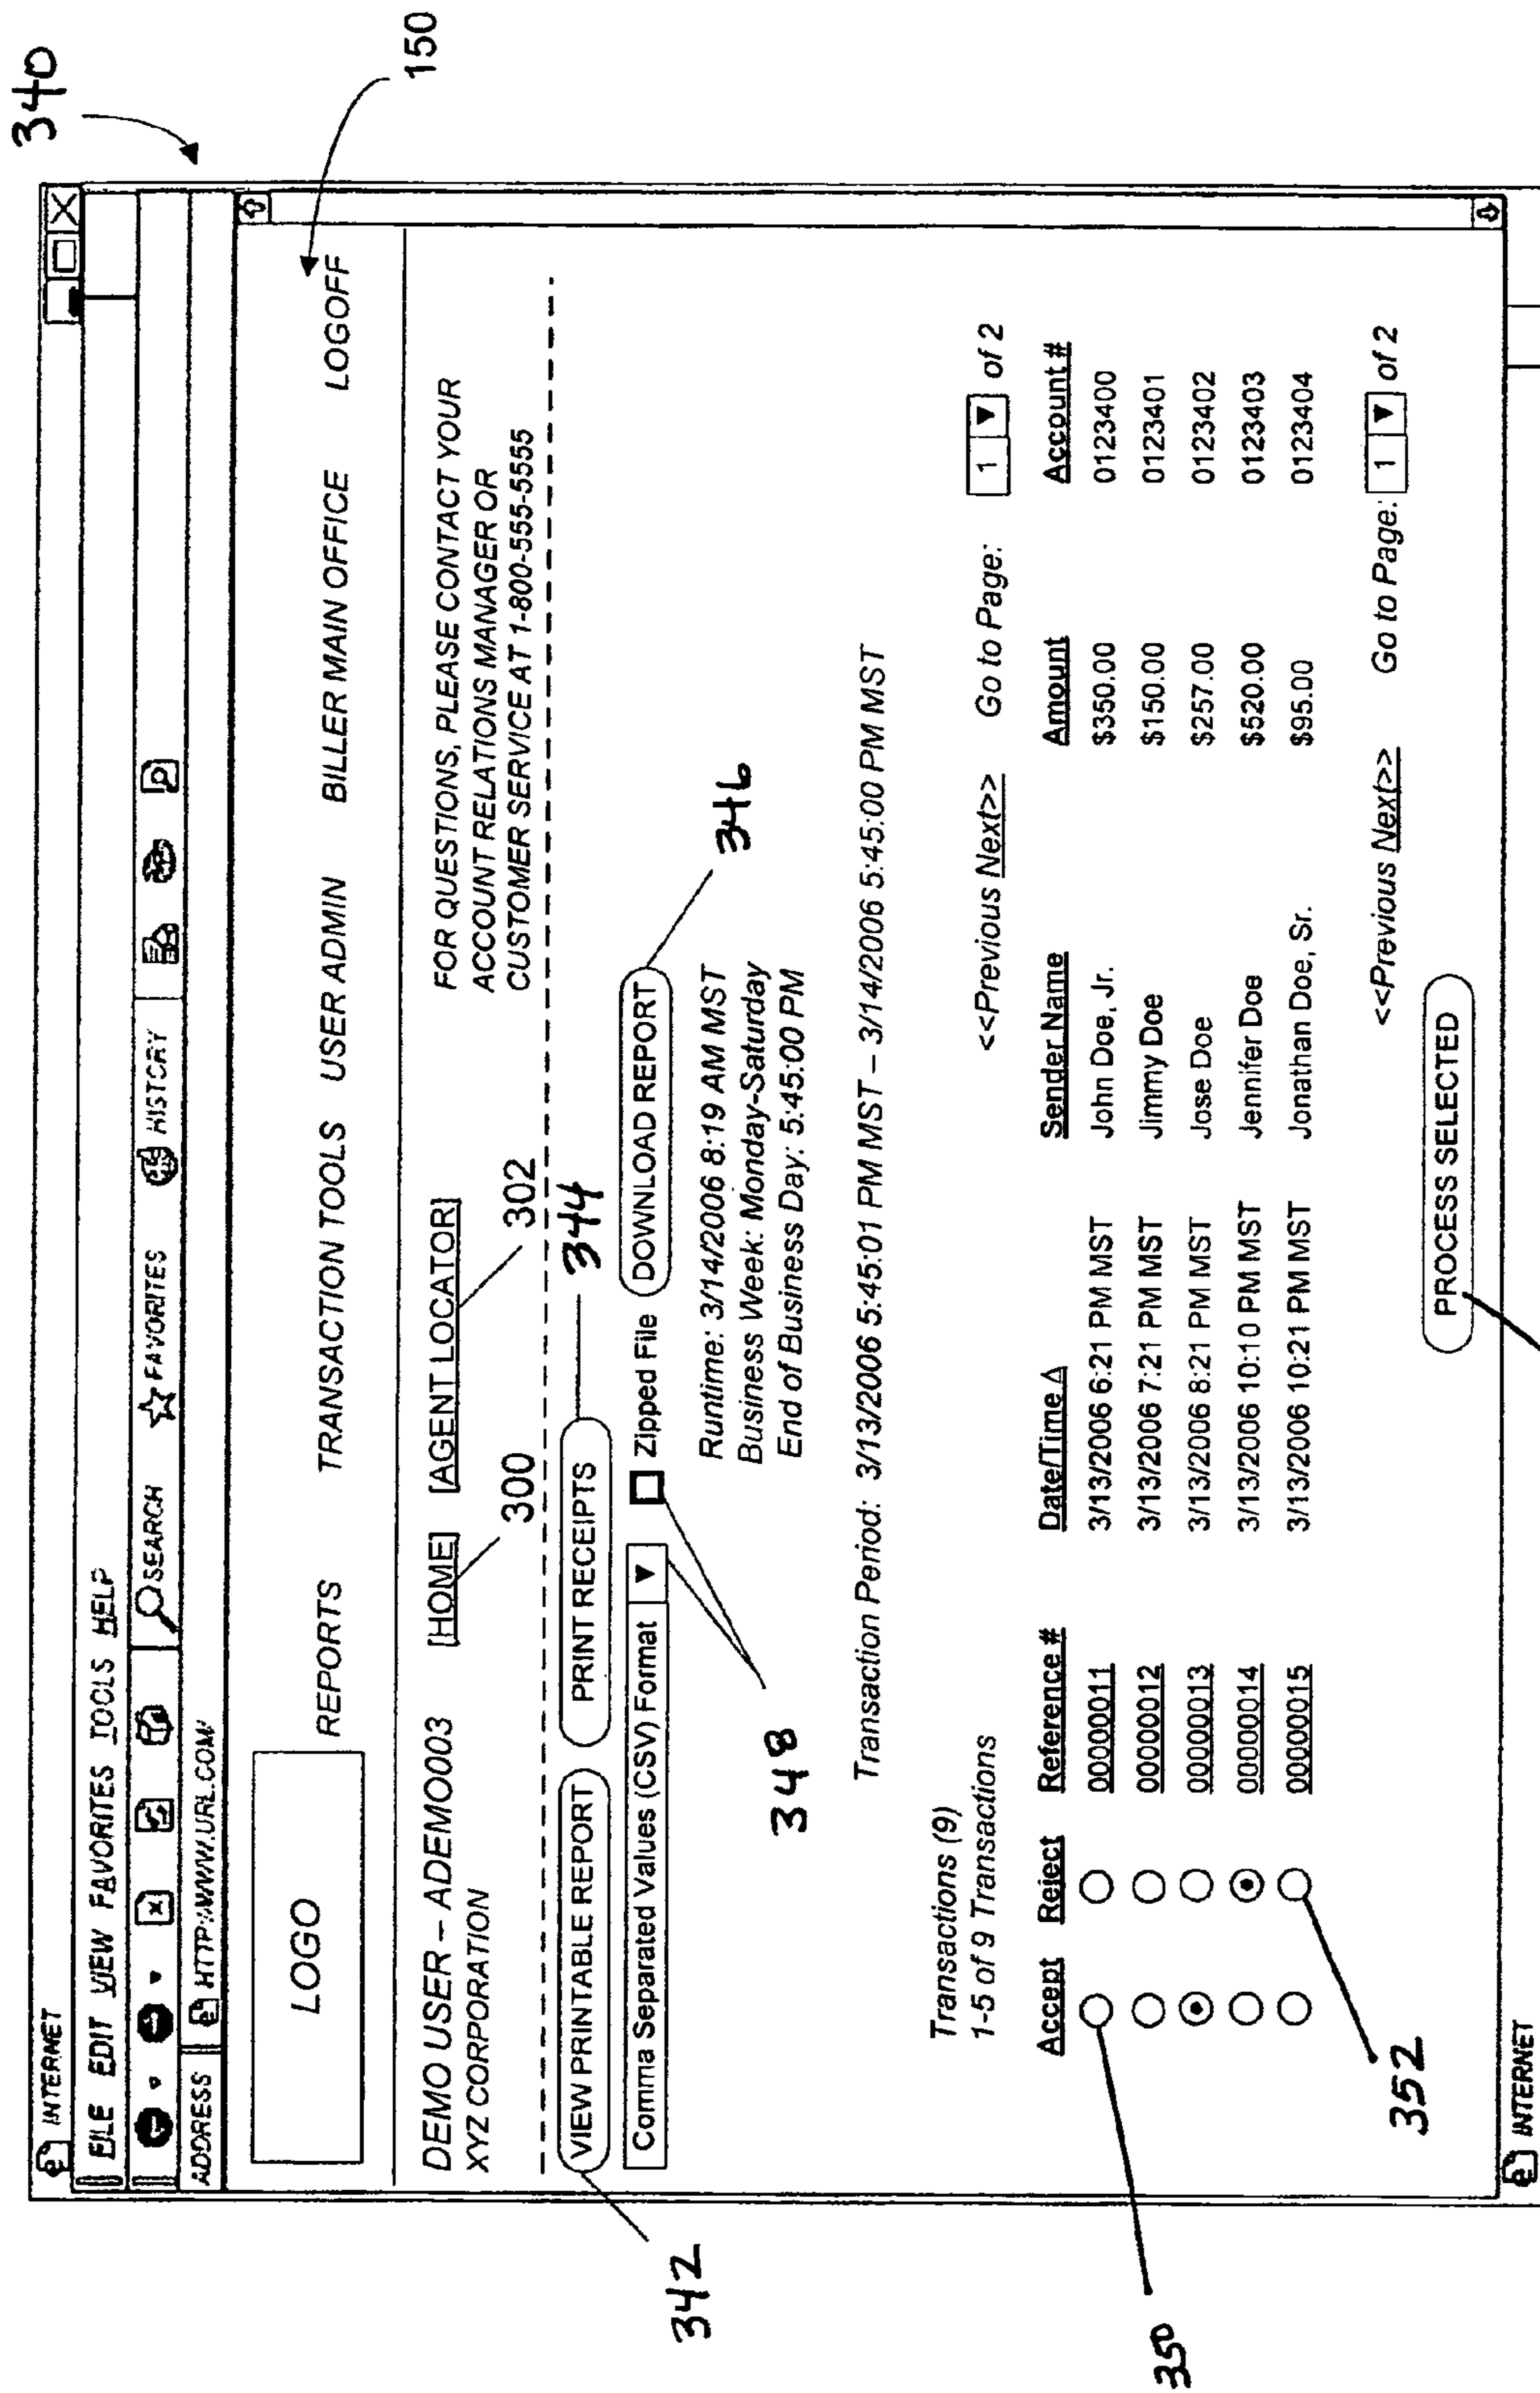 340
150
INTERNET
FILE EDIT VIEW FAVORITES TOOLS HELP
SEARCH FAVORITES HISTORY
ADDRESS HTTP://WWW.URL.COM/
LOGO
REPORTS TRANSACTION TOOLS USER ADMIN BILLER MAIN OFFICE LOGOFF
DEMO USER – ADEMO003 [HOME] [AGENT LOCATOR] FOR QUESTIONS, PLEASE CONTACT YOUR
XYZ CORPORATION ACCOUNT RELATIONS MANAGER OR
300 302 CUSTOMER SERVICE AT 1-800-555-5555
342 VIEW PRINTABLE REPORT PRINT RECEIPTS 344
Comma Separated Values (CSV) Format ▼ Zipped File DOWNLOAD REPORT 346
348
Runtime: 3/14/2006 8:19 AM MST
Business Week: Monday-Saturday
End of Business Day: 5:45:00 PM
Transaction Period: 3/13/2006 5:45:01 PM MST – 3/14/2006 5:45:00 PM MST
Transactions (9)
1-5 of 9 Transactions <<Previous Next>> Go to Page: 1 ▼ of 2
Accept Reject Reference # Date/Time Δ Sender Name Amount Account #
00000011 3/13/2006 6:21 PM MST John Doe, Jr. $350.00 0123400
00000012 3/13/2006 7:21 PM MST Jimmy Doe $150.00 0123401
00000013 3/13/2006 8:21 PM MST Jose Doe $257.00 0123402
00000014 3/13/2006 10:10 PM MST Jennifer Doe $520.00 0123403
00000015 3/13/2006 10:21 PM MST Jonathan Doe, Sr. $95.00 0123404
350
352
<<Previous Next>> Go to Page: 1 ▼ of 2
PROCESS SELECTED
INTERNET